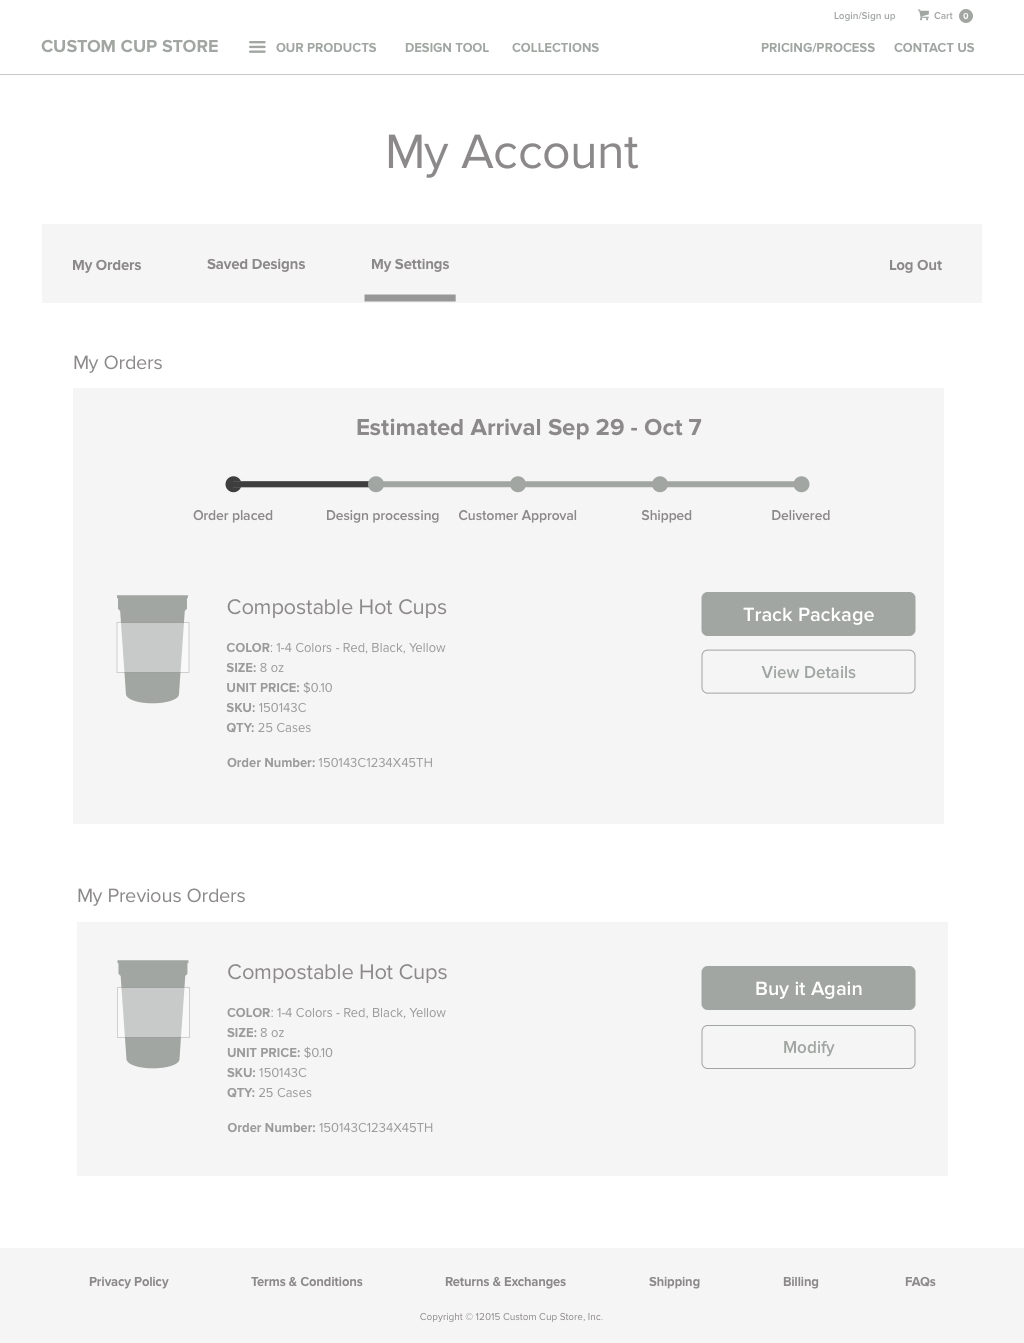 Login/Sign up Cart 0
CUSTOM CUP STORE OUR PRODUCTS DESIGN TOOL COLLECTIONS PRICING/PROCESS CONTACT US
My Account
My Orders Saved Designs My Settings Log Out
My Orders
Estimated Arrival Sep 29 - Oct 7
Order placed Design processing Customer Approval Shipped Delivered
Compostable Hot Cups
COLOR: 1-4 Colors - Red, Black, Yellow
SIZE: 8 oz
UNIT PRICE: $0.10
SKU: 150143C
QTY: 25 Cases
Order Number: 150143C1234X45TH
Track Package
View Details
My Previous Orders
Compostable Hot Cups
COLOR: 1-4 Colors - Red, Black, Yellow
SIZE: 8 oz
UNIT PRICE: $0.10
SKU: 150143C
QTY: 25 Cases
Order Number: 150143C1234X45TH
Buy it Again
Modify
Privacy Policy Terms & Conditions Returns & Exchanges Shipping Billing FAQs
Copyright © 12015 Custom Cup Store, Inc.